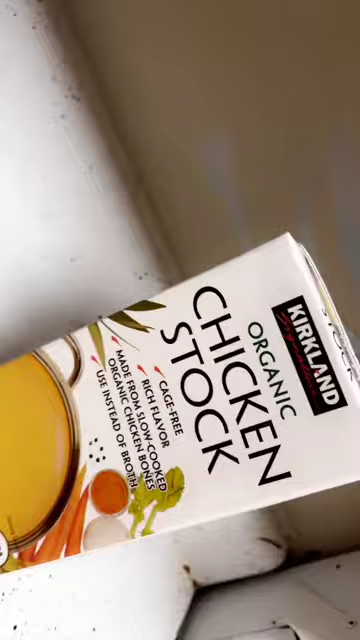 KIRKLAND
Signature
ORGANIC
CHICKEN
STOCK
CAGE-FREE
RICH FLAVOR
MADE FROM SLOW-COOKED
ORGANIC CHICKEN BONES
USE INSTEAD OF BROTH